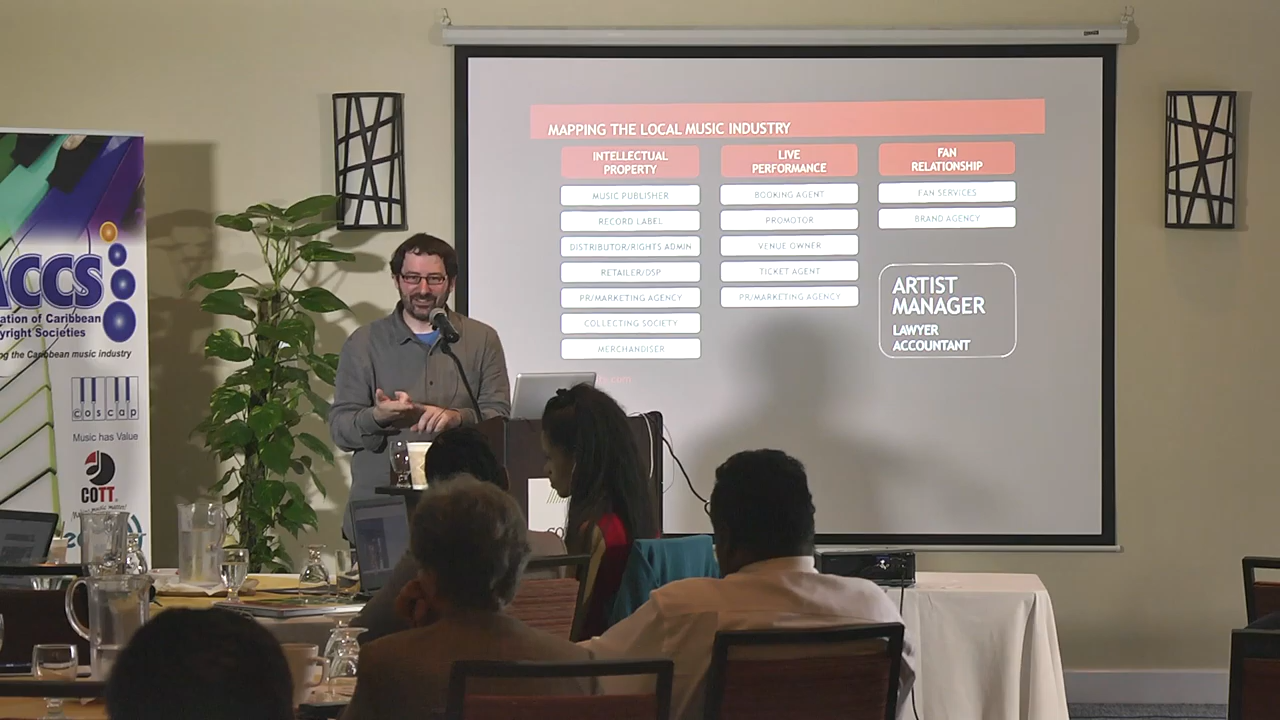 MAPPING THE LOCAL MUSIC INDUSTRY
INTELLECTUAL
PROPERTY
MUSIC PUBLISHER
RECORD LABEL
DISTRIBUTOR/RIGHTS ADMIN
RETAILER/DSP
PR/MARKETING AGENCY
COLLECTING SOCIETY
MERCHANDISER
LIVE
PERFORMANCE
BOOKING AGENT
PROMOTOR
VENUE OWNER
TICKET AGENT
PR/MARKETING AGENCY
FAN
RELATIONSHIP
FAN SERVICES
BRAND AGENCY
ARTIST
MANAGER
LAWYER
ACCOUNTANT
ACCS
ation of Caribbean
yright Societies
ng the Caribbean music industry
coscap
Music has Value
COTT